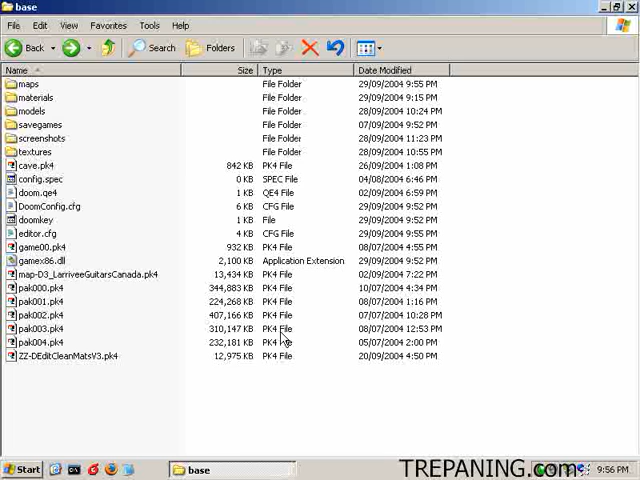 base
File Edit View Favorites Tools Help
Back Search Folders
Name Size Type Date Modified
maps File Folder 29/09/2004 9:55 PM
materials File Folder 29/09/2004 9:15 PM
models File Folder 28/09/2004 10:24 PM
savegames File Folder 07/09/2004 9:52 PM
screenshots File Folder 28/09/2004 11:23 PM
textures File Folder 28/09/2004 10:55 PM
cave.pk4 842 KB PK4 File 26/09/2004 1:08 PM
config.spec 0 KB SPEC File 04/08/2004 6:46 PM
doom.qe4 1 KB QE4 File 02/09/2004 6:59 PM
DoomConfig.cfg 6 KB CFG File 29/09/2004 9:52 PM
doomkey 1 KB File 29/09/2004 9:52 PM
editor.cfg 4 KB CFG File 29/09/2004 9:55 PM
game00.pk4 932 KB PK4 File 08/07/2004 4:55 PM
gamex86.dll 2,100 KB Application Extension 29/09/2004 9:52 PM
map-D3_LarriveeGuitarsCanada.pk4 13,434 KB PK4 File 02/09/2004 7:22 PM
pak000.pk4 344,883 KB PK4 File 10/07/2004 4:34 PM
pak001.pk4 224,268 KB PK4 File 08/07/2004 1:16 PM
pak002.pk4 407,166 KB PK4 File 07/07/2004 10:28 PM
pak003.pk4 310,147 KB PK4 File 08/07/2004 12:53 PM
pak004.pk4 232,181 KB PK4 File 05/07/2004 2:00 PM
ZZ-DEditCleanMatsV3.pk4 12,975 KB PK4 File 20/09/2004 4:50 PM
Start base TREPANING.com 9:56 PM